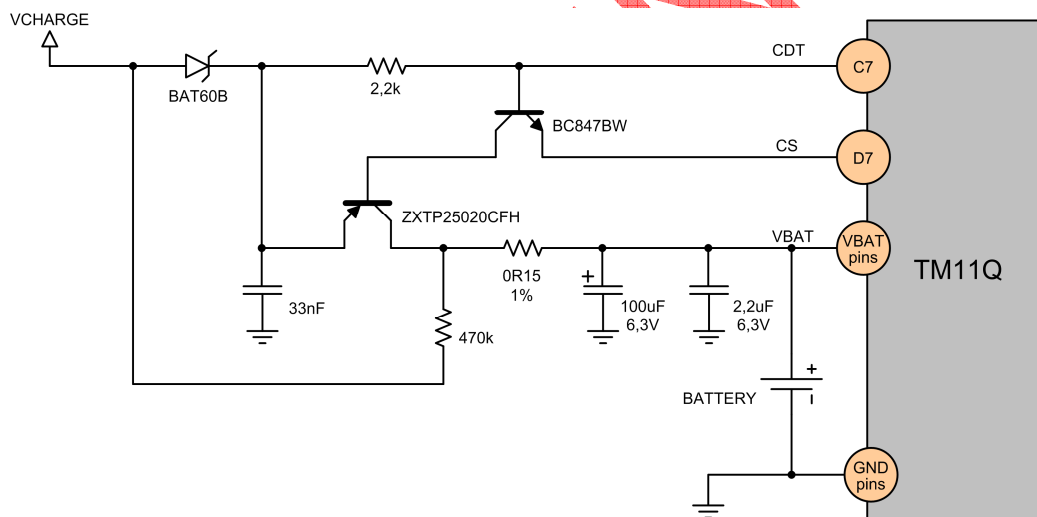 VCHARGE
CDT
C7
BAT60B
2,2k
BC847BW
CS
D7
ZXTP25020CFH
VBAT
VBAT
pins
TM11Q
0R15
1%
+
33nF
100uF
6,3V
2,2uF
6,3V
470k
+
BATTERY
-
GND
pins